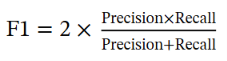 F1 = 2 × Precision×Recall / Precision+Recall